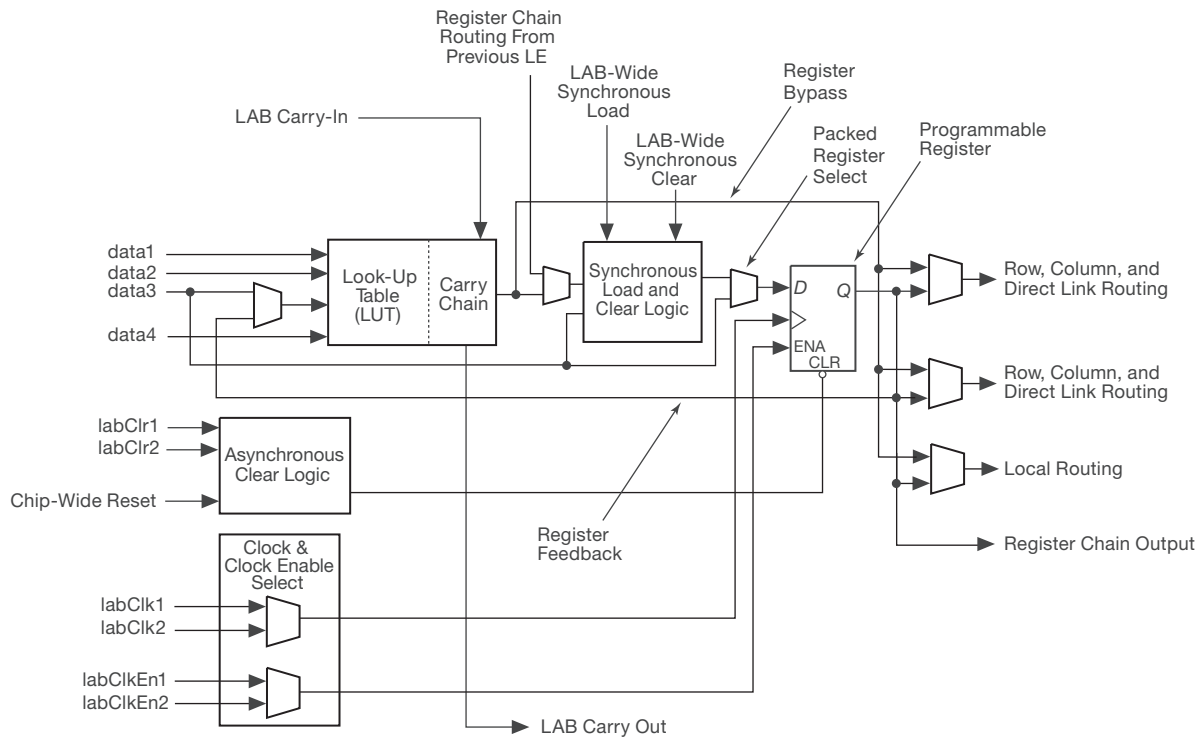 Register Chain
Routing From
Previous LE
LAB-Wide
Synchronous
Load
Register
Bypass
LAB Carry-In
LAB-Wide
Synchronous
Clear
Packed
Register
Select
Programmable
Register
data1
data2
data3
data4
Look-Up
Table
(LUT)
Carry
Chain
Synchronous
Load and
Clear Logic
D
Q
ENA
CLR
Row, Column, and
Direct Link Routing
Row, Column, and
Direct Link Routing
Local Routing
Register Chain Output
labClr1
labClr2
Chip-Wide Reset
Asynchronous
Clear Logic
Register
Feedback
Clock &
Clock Enable
Select
labClk1
labClk2
labClkEn1
labClkEn2
LAB Carry Out